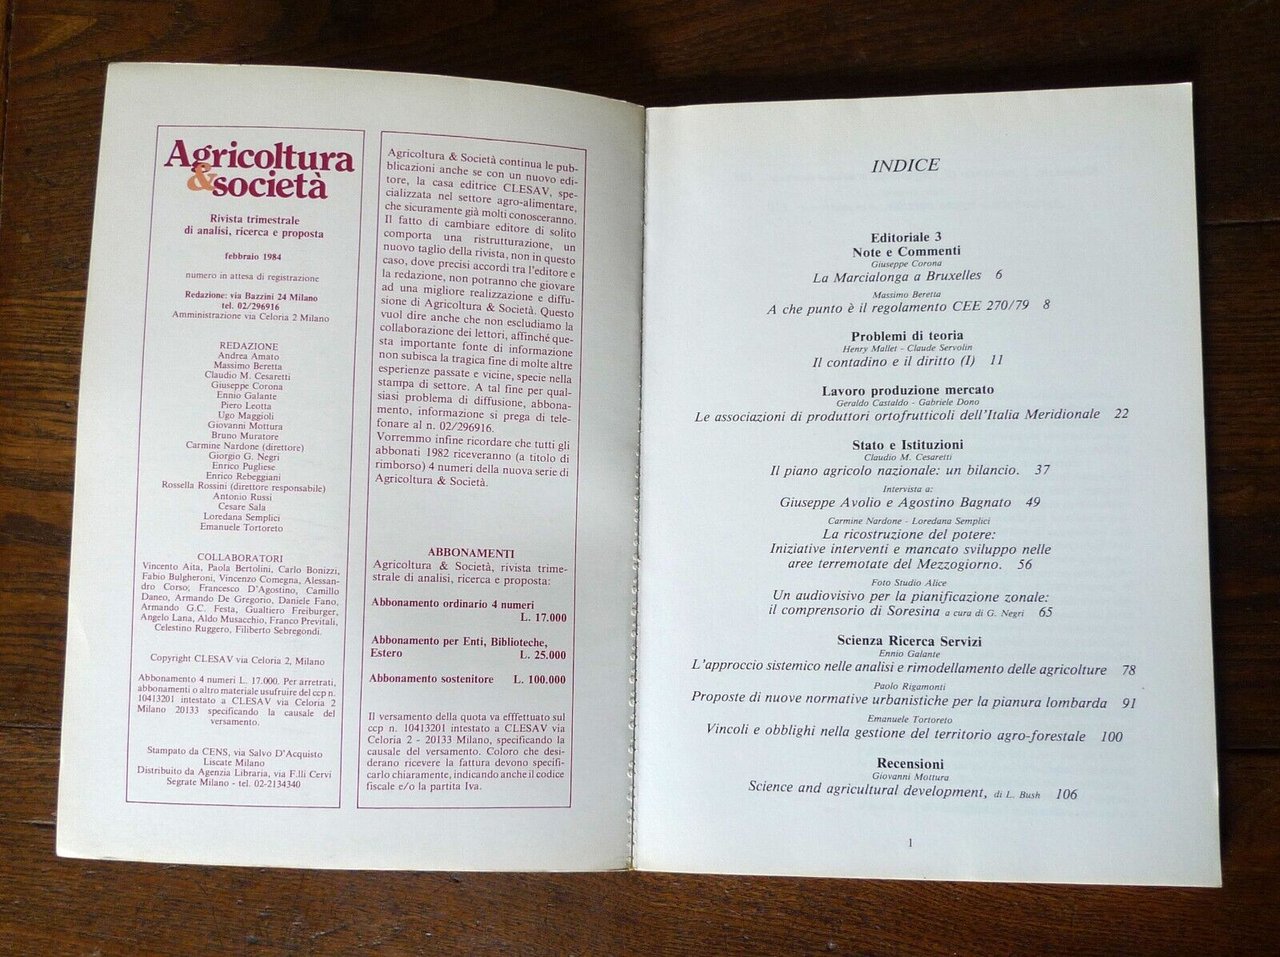 Agricoltura
& società
Rivista trimestrale
di analisi, ricerca e proposta
febbraio 1984
numero in attesa di registrazione
Redazione: via Bazzini 24 Milano
tel. 02/296916
Amministrazione via Celoria 2 Milano
REDAZIONE
Andrea Amato
Massimo Beretta
Claudio M. Cesaretti
Giuseppe Corona
Ennio Galante
Piero Leotta
Ugo Maggioli
Giovanni Mottura
Bruno Muratore
Carmine Nardone (direttore)
Giorgio G. Negri
Enrico Pugliese
Enrico Rebeggiani
Rossella Rossini (direttore responsabile)
Antonio Russi
Cesare Sala
Loredana Semplici
Emanuele Tortoreto
COLLABORATORI
Vincento Aita, Paola Bertolini, Carlo Bonizzi,
Fabio Bulgheroni, Vincenzo Comegna, Alessan-
dro Corso, Francesco D'Agostino, Camillo
Daneo, Armando De Gregorio, Daniele Fano,
Armando G.C. Festa, Gualtiero Freiburger,
Angelo Lana, Aldo Musacchio, Franco Previtali,
Celestino Ruggero, Filiberto Sebregondi.
Copyright CLESAV via Celoria 2, Milano
Abbonamento 4 numeri L. 17.000. Per arretrati,
abbonamenti o altro materiale usufruire del ccp n.
10413201 intestato a CLESAV via Celoria 2
Milano 20133 specificando la causale del
versamento.
Stampato da CENS, via Salvo D'Acquisto
Liscate Milano
Distribuito da Agenzia Libraria, via F.lli Cervi
Segrate Milano - tel. 02-2134340
Agricoltura & Società continua le pub-
blicazioni anche se con un nuovo edi-
tore, la casa editrice CLESAV, spe-
cializzata nel settore agro-alimentare,
che sicuramente già molti conosceranno.
Il fatto di cambiare editore di solito
comporta una ristrutturazione, un
nuovo taglio della rivista, non in questo
caso, dove precisi accordi tra l'editore e
la redazione, non potranno che giovare
ad una migliore realizzazione e diffu-
sione di Agricoltura & Società. Questo
vuol dire anche che non escludiamo la
collaborazione dei lettori, affinché que-
sta importante fonte di informazione
non subisca la tragica fine di molte altre
esperienze passate e vicine, specie nella
stampa di settore. A tal fine per qual-
siasi problema di diffusione, abbona-
mento, informazione si prega di tele-
fonare al n. 02/296916.
Vorremmo infine ricordare che tutti gli
abbonati 1982 riceveranno (a titolo di
rimborso) 4 numeri della nuova serie di
Agricoltura & Società.
ABBONAMENTI
Agricoltura & Società, rivista trime-
strale di analisi, ricerca e proposta:
Abbonamento ordinario 4 numeri
L. 17.000
Abbonamento per Enti, Biblioteche,
Estero L. 25.000
Abbonamento sostenitore L. 100.000
Il versamento della quota va efffettuato sul
ccp n. 10413201 intestato a CLESAV via
Celoria 2 - 20133 Milano, specificando la
causale del versamento. Coloro che desi-
derano ricevere la fattura devono specifi-
carlo chiaramente, indicando anche il codice
fiscale e/o la partita Iva.
INDICE
Editoriale 3
Note e Commenti
Giuseppe Corona
La Marcialonga a Bruxelles 6
Massimo Beretta
A che punto è il regolamento CEE 270/79 8
Problemi di teoria
Henry Mallet - Claude Servolin
Il contadino e il diritto (I) 11
Lavoro produzione mercato
Geraldo Castaldo - Gabriele Dono
Le associazioni di produttori ortofrutticoli dell'Italia Meridionale 22
Stato e Istituzioni
Claudio M. Cesaretti
Il piano agricolo nazionale: un bilancio. 37
Intervista a:
Giuseppe Avolio e Agostino Bagnato 49
Carmine Nardone - Loredana Semplici
La ricostruzione del potere:
Iniziative interventi e mancato sviluppo nelle
aree terremotate del Mezzogiorno. 56
Foto Studio Alice
Un audiovisivo per la pianificazione zonale:
il comprensorio di Soresina a cura di G. Negri 65
Scienza Ricerca Servizi
Ennio Galante
L'approccio sistemico nelle analisi e rimodellamento delle agricolture 78
Paolo Rigamonti
Proposte di nuove normative urbanistiche per la pianura lombarda 91
Emanuele Tortoreto
Vincoli e obblighi nella gestione del territorio agro-forestale 100
Recensioni
Giovanni Mottura
Science and agricultural development, di L. Bush 106
1